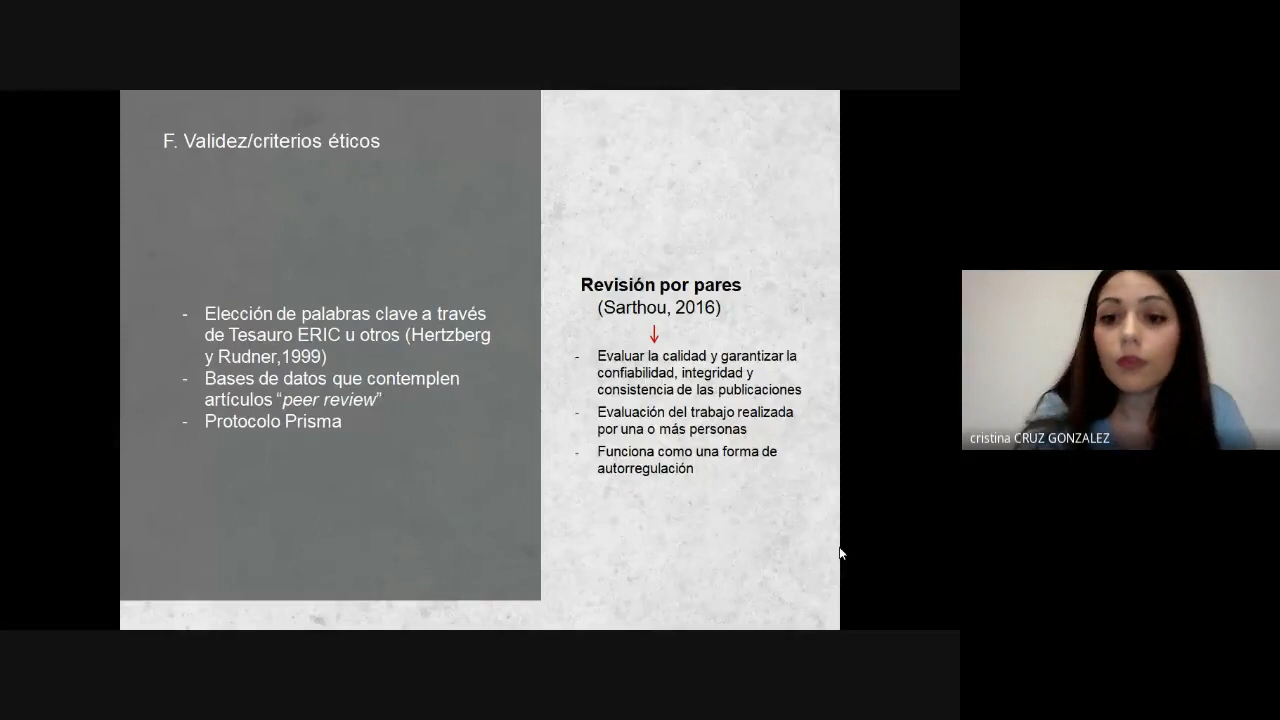 F. Validez/criterios éticos
- Elección de palabras clave a través
de Tesauro ERIC u otros (Hertzberg
y Rudner,1999)
- Bases de datos que contemplen
artículos “peer review”
- Protocolo Prisma
Revisión por pares
(Sarthou, 2016)
- Evaluar la calidad y garantizar la
confiabilidad, integridad y
consistencia de las publicaciones
- Evaluación del trabajo realizada
por una o más personas
- Funciona como una forma de
autorregulación
cristina CRUZ GONZALEZ